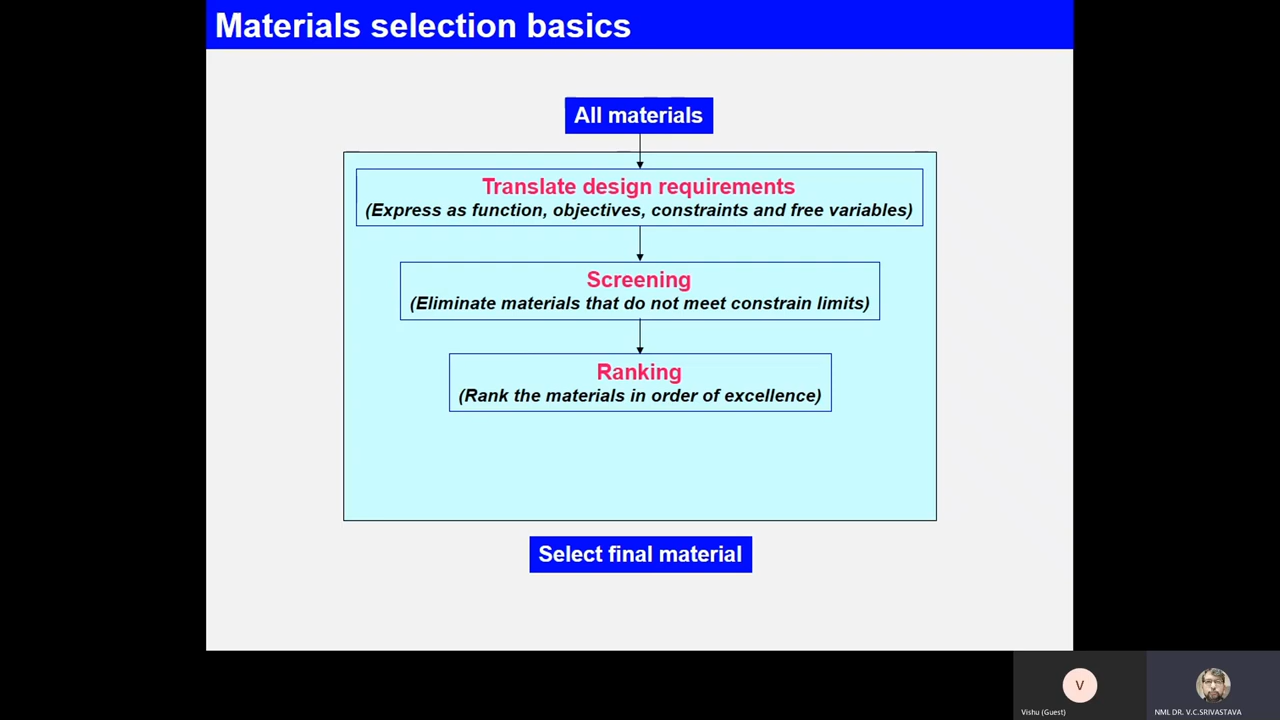 Materials selection basics
All materials
Translate design requirements
(Express as function, objectives, constraints and free variables)
Screening
(Eliminate materials that do not meet constrain limits)
Ranking
(Rank the materials in order of excellence)
Select final material
V
Vishu (Guest)
NML DR. V.C.SRIVASTAVA